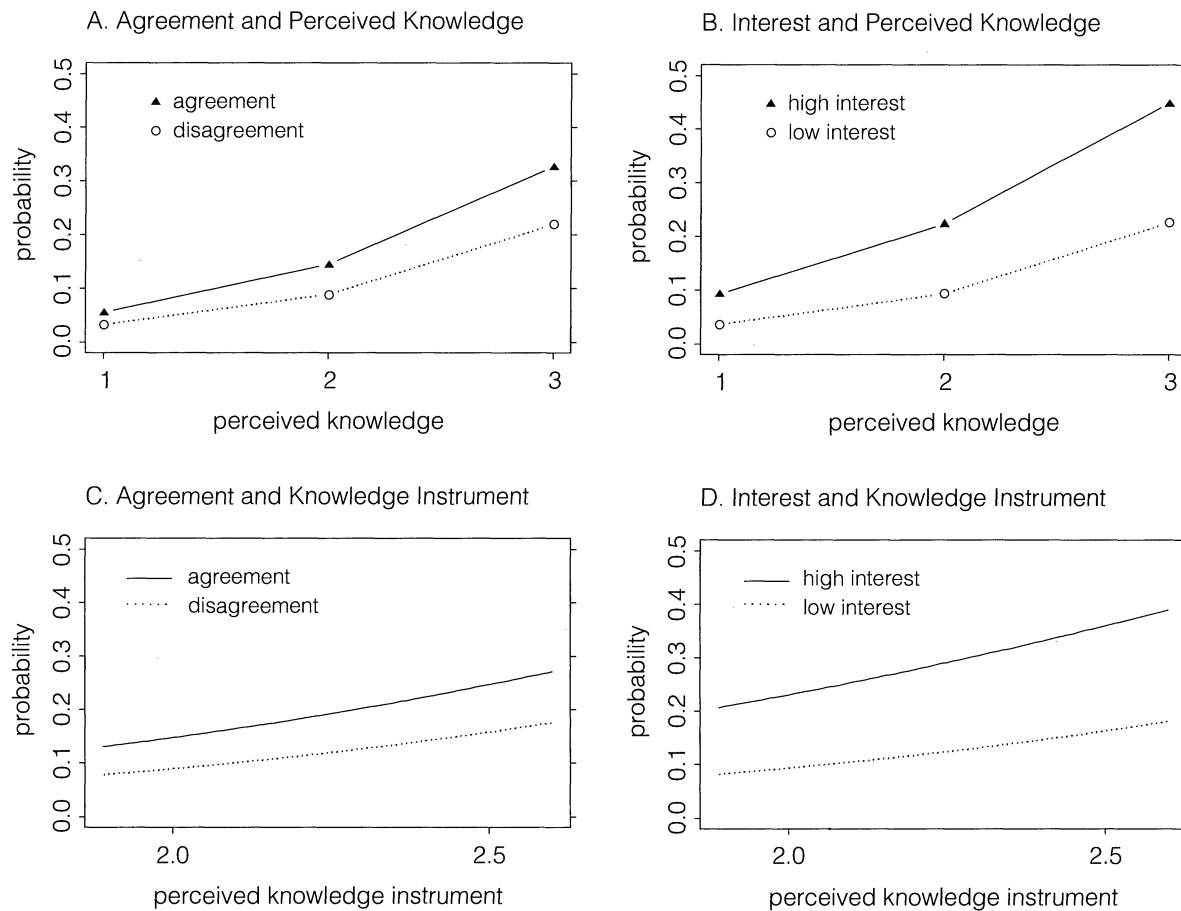 A. Agreement and Perceived Knowledge
probability
0.5
0.4
0.3
0.2
0.1
0.0
agreement
disagreement
1 2 3
perceived knowledge
B. Interest and Perceived Knowledge
probability
0.5
0.4
0.3
0.2
0.1
0.0
high interest
low interest
1 2 3
perceived knowledge
C. Agreement and Knowledge Instrument
probability
0.5
0.4
0.3
0.2
0.1
0.0
agreement
disagreement
2.0 2.5
perceived knowledge instrument
D. Interest and Knowledge Instrument
probability
0.5
0.4
0.3
0.2
0.1
0.0
high interest
low interest
2.0 2.5
perceived knowledge instrument